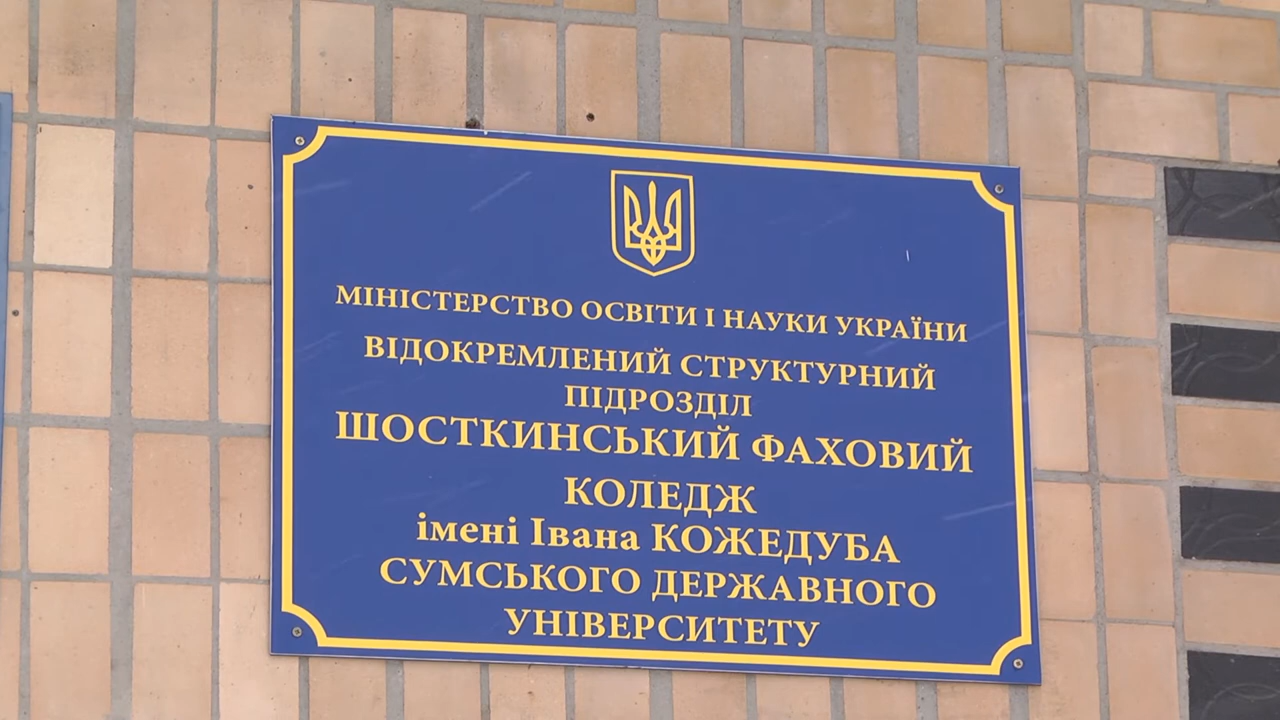 МІНІСТЕРСТВО ОСВІТИ І НАУКИ УКРАЇНИ
ВІДОКРЕМЛЕНИЙ СТРУКТУРНИЙ
ПІДРОЗДІЛ
ШОСТКИНСЬКИЙ ФАХОВИЙ
КОЛЕДЖ
імені Івана КОЖЕДУБА
СУМСЬКОГО ДЕРЖАВНОГО
УНІВЕРСИТЕТУ